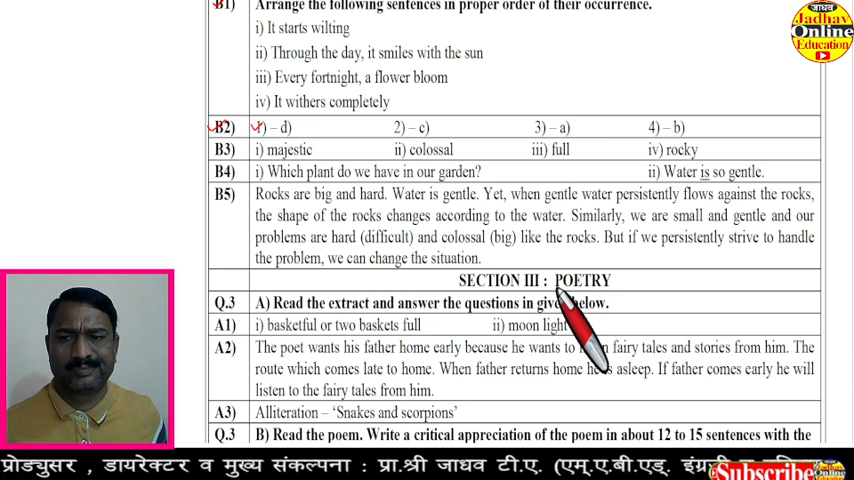 B1) Arrange the following sentences in proper order of their occurrence.
i) It starts wilting
ii) Through the day, it smiles with the sun
iii) Every fortnight, a flower bloom
iv) It withers completely
B2) 1) – d) 2) – c) 3) – a) 4) – b)
B3) i) majestic ii) colossal iii) full iv) rocky
B4) i) Which plant do we have in our garden? ii) Water is so gentle.
B5) Rocks are big and hard. Water is gentle. Yet, when gentle water persistently flows against the rocks,
the shape of the rocks changes according to the water. Similarly, we are small and gentle and our
problems are hard (difficult) and colossal (big) like the rocks. But if we persistently strive to handle
the problem, we can change the situation.
SECTION III : POETRY
Q.3 A) Read the extract and answer the questions in given below.
A1) i) basketful or two baskets full ii) moon light
A2) The poet wants his father home early because he wants to fairy tales and stories from him. The
route which comes late to home. When father returns home he is asleep. If father comes early he will
listen to the fairy tales from him.
A3) Alliteration – ‘Snakes and scorpions’
Q.3 B) Read the poem. Write a critical appreciation of the poem in about 12 to 15 sentences with the
जाधव
Jadhav
Online
Education
प्रोड्युसर , डायरेक्टर व मुख्य संकल्पना : प्रा.श्री जाधव टी.ए. (एम.ए.बी.एड्. इंग्रजी
Subscribe
Jadhav
Online
Education